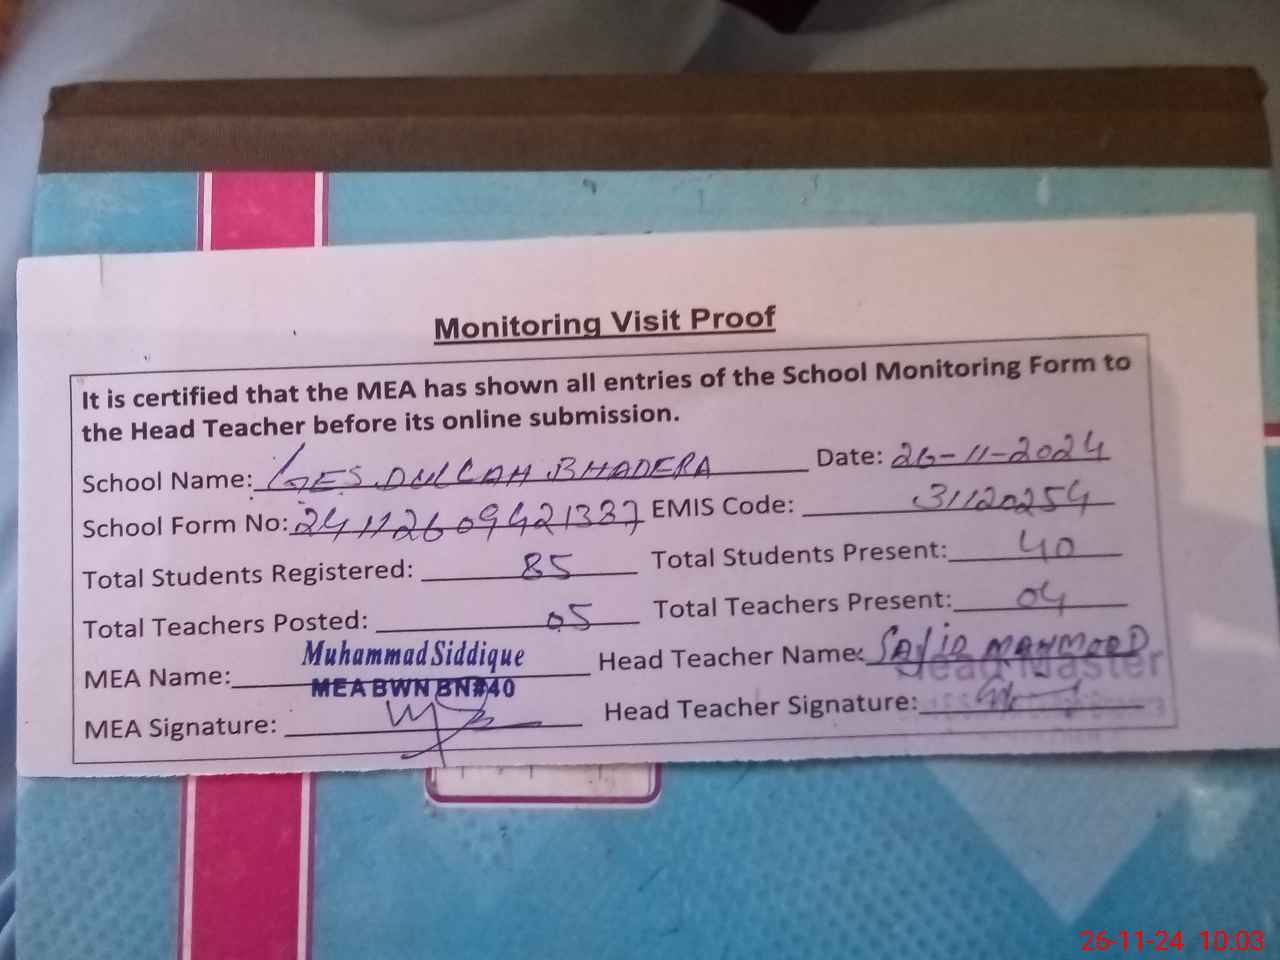 Monitoring Visit Proof
It is certified that the MEA has shown all entries of the School Monitoring Form to
the Head Teacher before its online submission.
School Name: GES DULLAH BHADERA Date: 26-11-2024
School Form No: 24112609421337 EMIS Code: 31120254
Total Students Registered: 85 Total Students Present: 40
Total Teachers Posted: 05 Total Teachers Present: 04
MEA Name: Muhammad Siddique Head Teacher Name: SAJID MAHMOOD
MEA BWN BN#40 Head Master
MEA Signature: Head Teacher Signature:
26-11-24 10:03